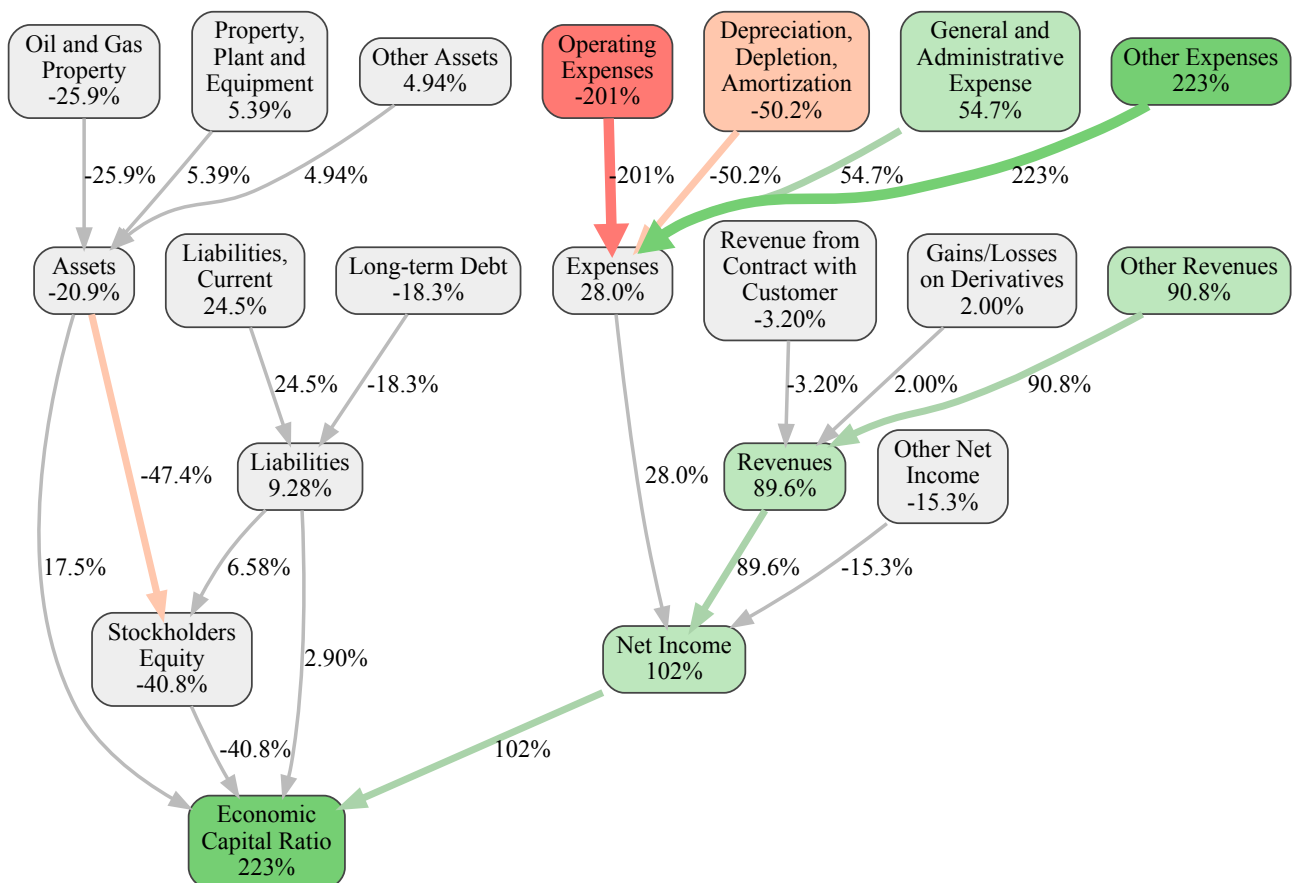 Oil and Gas
Property
-25.9%
Property,
Plant and
Equipment
5.39%
Other Assets
4.94%
Operating
Expenses
-201%
Depreciation,
Depletion,
Amortization
-50.2%
General and
Administrative
Expense
54.7%
Other Expenses
223%
-25.9%
5.39%
4.94%
-201%
-50.2%
54.7%
223%
Assets
-20.9%
Liabilities,
Current
24.5%
Long-term Debt
-18.3%
Expenses
28.0%
Revenue from
Contract with
Customer
-3.20%
Gains/Losses
on Derivatives
2.00%
Other Revenues
90.8%
24.5%
-18.3%
-3.20%
2.00%
90.8%
-47.4%
Liabilities
9.28%
28.0%
Revenues
89.6%
Other Net
Income
-15.3%
17.5%
6.58%
89.6%
-15.3%
Stockholders
Equity
-40.8%
2.90%
Net Income
102%
-40.8%
102%
Economic
Capital Ratio
223%